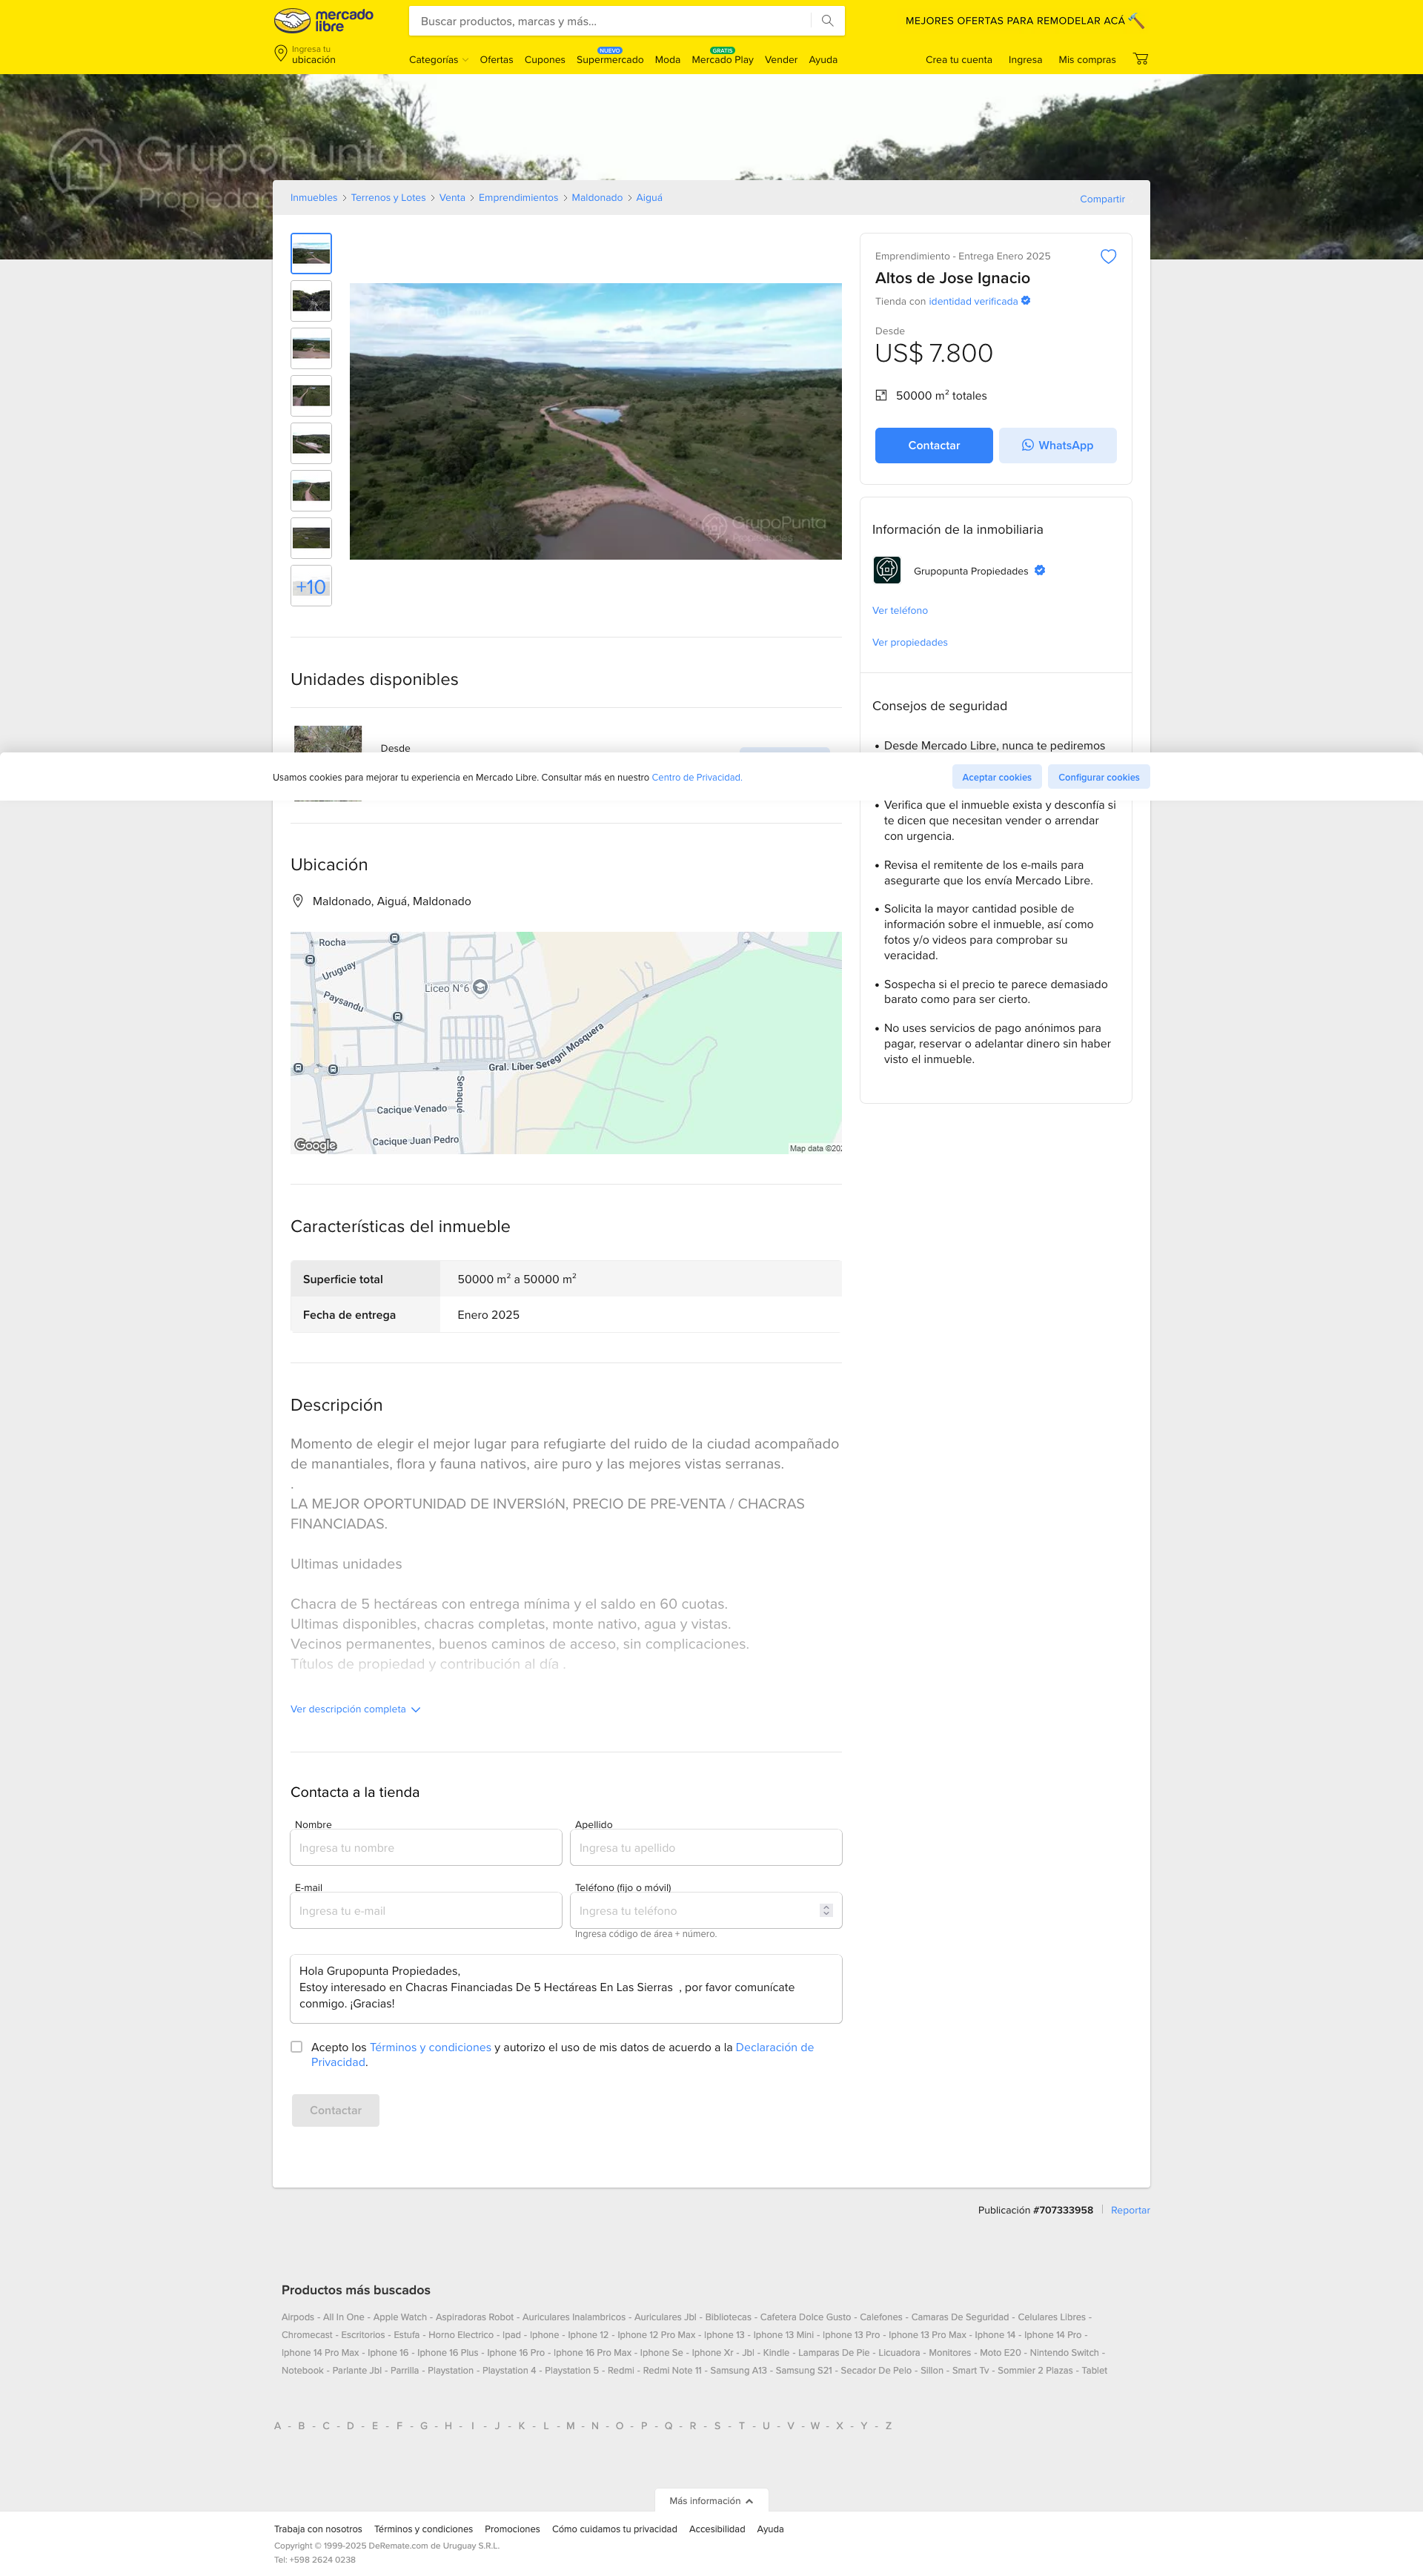 mercado
libre
Buscar productos, marcas y más...
MEJORES OFERTAS PARA REMODELAR ACÁ
Ingresa tu
ubicación
Categorías
Ofertas
Cupones
NUEVO
Supermercado
Moda
GRATIS
Mercado Play
Vender
Ayuda
Crea tu cuenta
Ingresa
Mis compras
GrupoPunta
Propiedades
Inmuebles > Terrenos y Lotes > Venta > Emprendimientos > Maldonado > Aiguá
Compartir
+10
GrupoPunta
Propiedades
Emprendimiento - Entrega Enero 2025
Altos de Jose Ignacio
Tienda con identidad verificada
Desde
US$ 7.800
50000 m² totales
Contactar
WhatsApp
Información de la inmobiliaria
Grupopunta Propiedades
Ver teléfono
Ver propiedades
Unidades disponibles
Desde
Consejos de seguridad
• Desde Mercado Libre, nunca te pediremos
Usamos cookies para mejorar tu experiencia en Mercado Libre. Consultar más en nuestro Centro de Privacidad.
Aceptar cookies
Configurar cookies
• Verifica que el inmueble exista y desconfía si
te dicen que necesitan vender o arrendar
con urgencia.
• Revisa el remitente de los e-mails para
asegurarte que los envía Mercado Libre.
• Solicita la mayor cantidad posible de
información sobre el inmueble, así como
fotos y/o videos para comprobar su
veracidad.
• Sospecha si el precio te parece demasiado
barato como para ser cierto.
• No uses servicios de pago anónimos para
pagar, reservar o adelantar dinero sin haber
visto el inmueble.
Ubicación
Maldonado, Aiguá, Maldonado
Rocha
Uruguay
Paysandu
Liceo N°6
Gral. Líber Seregni Mosquera
Senaqué
Cacique Venado
Cacique Juan Pedro
Google
Map data ©202
Características del inmueble
Superficie total
50000 m² a 50000 m²
Fecha de entrega
Enero 2025
Descripción
Momento de elegir el mejor lugar para refugiarte del ruido de la ciudad acompañado
de manantiales, flora y fauna nativos, aire puro y las mejores vistas serranas.
.
LA MEJOR OPORTUNIDAD DE INVERSIóN, PRECIO DE PRE-VENTA / CHACRAS
FINANCIADAS.
Ultimas unidades
Chacra de 5 hectáreas con entrega mínima y el saldo en 60 cuotas.
Ultimas disponibles, chacras completas, monte nativo, agua y vistas.
Vecinos permanentes, buenos caminos de acceso, sin complicaciones.
Títulos de propiedad y contribución al día .
Ver descripción completa
Contacta a la tienda
Nombre
Apellido
Ingresa tu nombre
Ingresa tu apellido
E-mail
Teléfono (fijo o móvil)
Ingresa tu e-mail
Ingresa tu teléfono
Ingresa código de área + número.
Hola Grupopunta Propiedades,
Estoy interesado en Chacras Financiadas De 5 Hectáreas En Las Sierras , por favor comunícate
conmigo. ¡Gracias!
Acepto los Términos y condiciones y autorizo el uso de mis datos de acuerdo a la Declaración de
Privacidad.
Contactar
Publicación #707333958
Reportar
Productos más buscados
Airpods - All In One - Apple Watch - Aspiradoras Robot - Auriculares Inalambricos - Auriculares Jbl - Bibliotecas - Cafetera Dolce Gusto - Calefones - Camaras De Seguridad - Celulares Libres -
Chromecast - Escritorios - Estufa - Horno Electrico - Ipad - Iphone - Iphone 12 - Iphone 12 Pro Max - Iphone 13 - Iphone 13 Mini - Iphone 13 Pro - Iphone 13 Pro Max - Iphone 14 - Iphone 14 Pro -
Iphone 14 Pro Max - Iphone 16 - Iphone 16 Plus - Iphone 16 Pro - Iphone 16 Pro Max - Iphone Se - Iphone Xr - Jbl - Kindle - Lamparas De Pie - Licuadora - Monitores - Moto E20 - Nintendo Switch -
Notebook - Parlante Jbl - Parrilla - Playstation - Playstation 4 - Playstation 5 - Redmi - Redmi Note 11 - Samsung A13 - Samsung S21 - Secador De Pelo - Sillon - Smart Tv - Sommier 2 Plazas - Tablet
A - B - C - D - E - F - G - H - I - J - K - L - M - N - O - P - Q - R - S - T - U - V - W - X - Y - Z
Más información
Trabaja con nosotros
Términos y condiciones
Promociones
Cómo cuidamos tu privacidad
Accesibilidad
Ayuda
Copyright © 1999-2025 DeRemate.com de Uruguay S.R.L.
Tel: +598 2624 0238